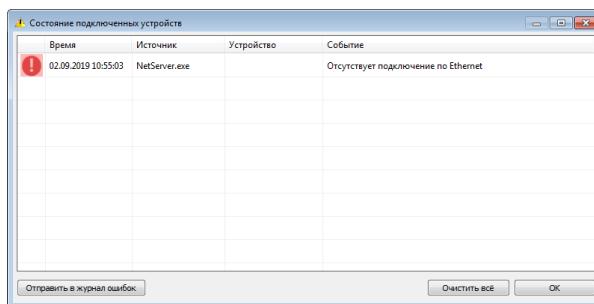 Состояние подключенных устройств
Время Источник Устройство Событие
02.09.2019 10:55:03 NetServer.exe Отсутствует подключение по Ethernet
Отправить в журнал ошибок Очистить всё ОК